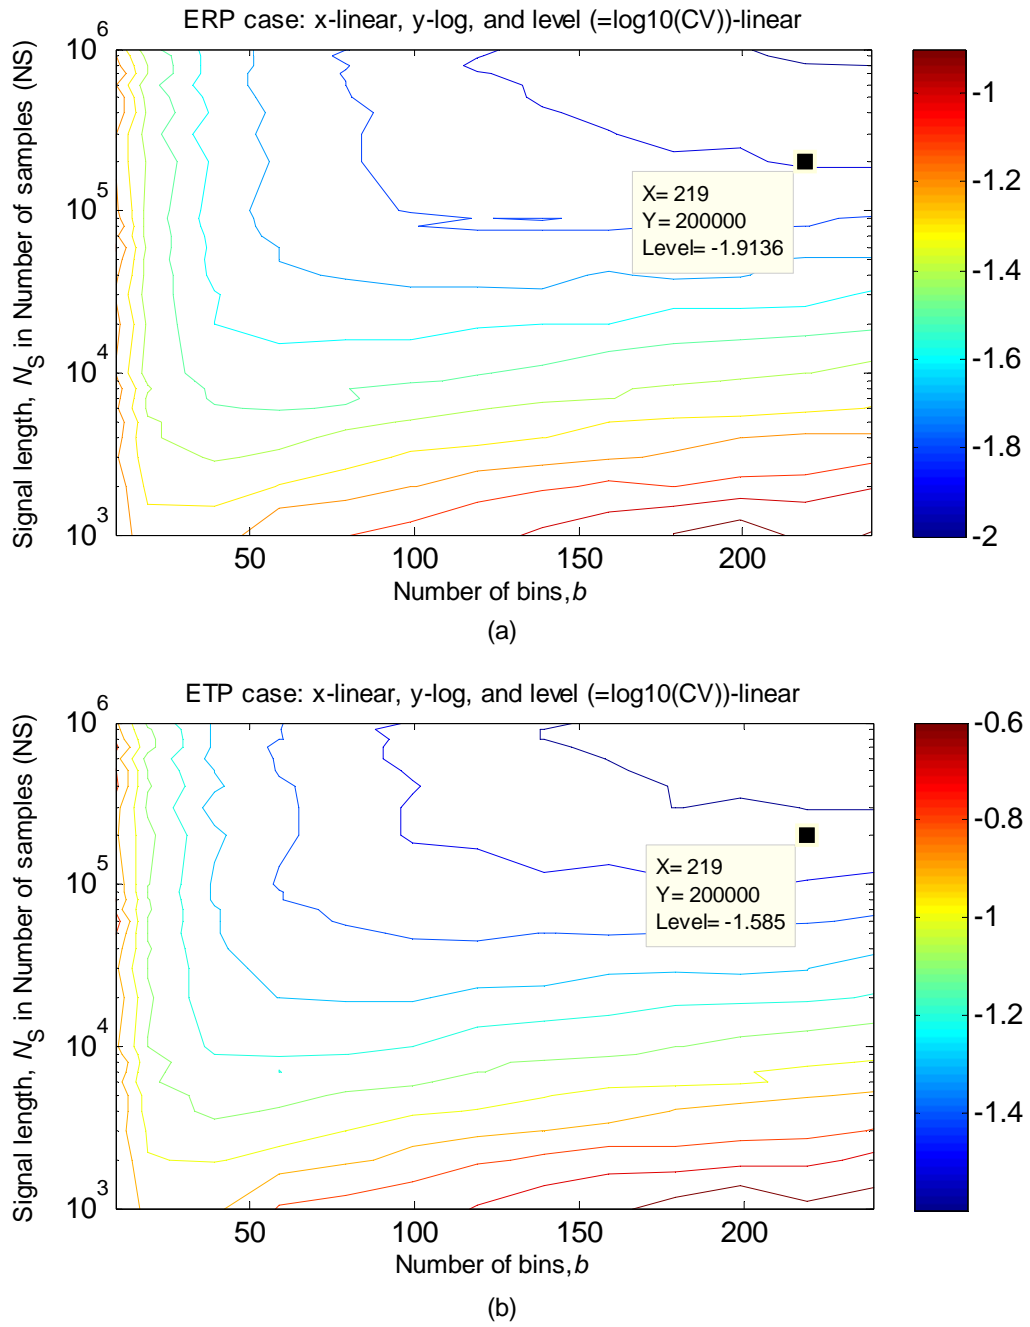 ERP case: x-linear, y-log, and level (=log10(CV))-linear
Signal length, N_S in Number of samples (NS)
10^6
10^5
10^4
10^3
X= 219
Y= 200000
Level= -1.9136
50
100
150
200
Number of bins, b
-1
-1.2
-1.4
-1.6
-1.8
-2
(a)
ETP case: x-linear, y-log, and level (=log10(CV))-linear
Signal length, N_S in Number of samples (NS)
10^6
10^5
10^4
10^3
X= 219
Y= 200000
Level= -1.585
50
100
150
200
Number of bins, b
-0.6
-0.8
-1
-1.2
-1.4
(b)